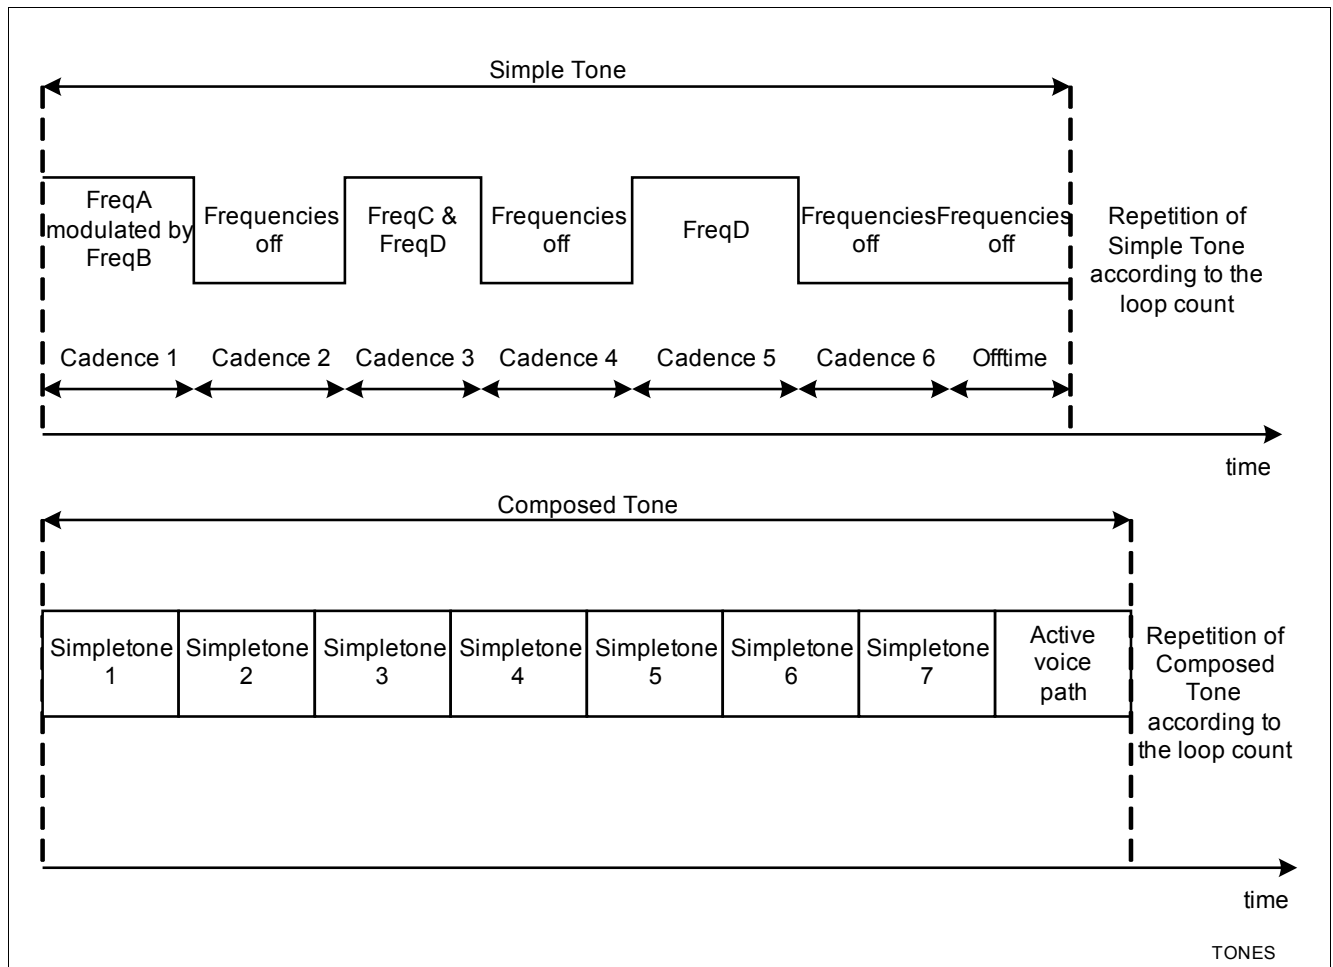 Simple Tone
FreqA
modulated by
FreqB
Frequencies
off
FreqC &
FreqD
Frequencies
off
FreqD
Frequencies
off
Frequencies
off
Repetition of
Simple Tone
according to the
loop count
Cadence 1
Cadence 2
Cadence 3
Cadence 4
Cadence 5
Cadence 6
Offtime
time
Composed Tone
Simpletone
1
Simpletone
2
Simpletone
3
Simpletone
4
Simpletone
5
Simpletone
6
Simpletone
7
Active
voice
path
Repetition of
Composed
Tone
according to
the loop count
time
TONES